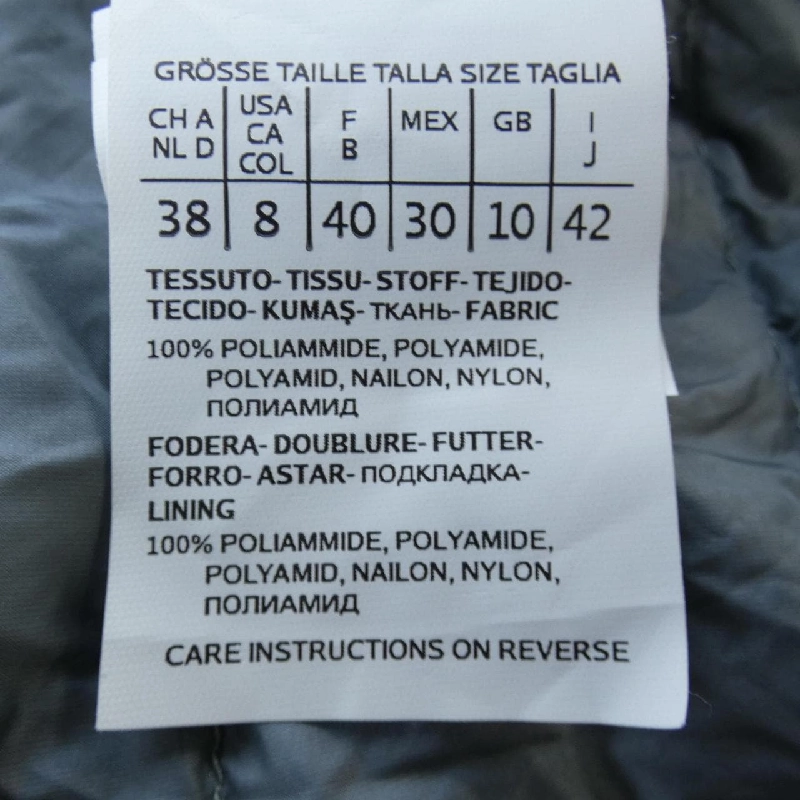 GRÖSSE TAILLE TALLA SIZE TAGLIA
CH A NL D | USA CA COL | F B | MEX | GB | I J
38 | 8 | 40 | 30 | 10 | 42
TESSUTO- TISSU- STOFF- TEJIDO-
TECIDO- KUMAŞ- ТКАНЬ- FABRIC
100% POLIAMMIDE, POLYAMIDE,
POLYAMID, NAILON, NYLON,
ПОЛИАМИД
FODERA- DOUBLURE- FUTTER-
FORRO- ASTAR- ПОДКЛАДКА-
LINING
100% POLIAMMIDE, POLYAMIDE,
POLYAMID, NAILON, NYLON,
ПОЛИАМИД
CARE INSTRUCTIONS ON REVERSE